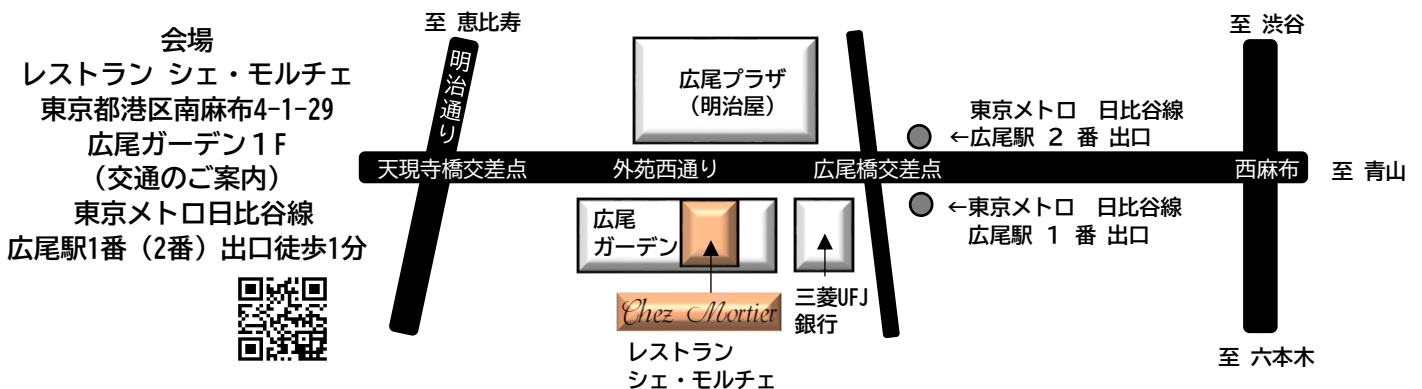 会場
レストラン シェ・モルチェ
東京都港区南麻布4-1-29
広尾ガーデン１F
（交通のご案内）
東京メトロ日比谷線
広尾駅1番（2番）出口徒歩1分
至 恵比寿
明治通り
広尾プラザ
（明治屋）
至 渋谷
東京メトロ　日比谷線
←広尾駅 ２ 番 出口
天現寺橋交差点
外苑西通り
広尾橋交差点
西麻布
至 青山
広尾
ガーデン
←東京メトロ　日比谷線
広尾駅 １ 番 出口
Chez Mortier
三菱UFJ
銀行
レストラン
シェ・モルチェ
至 六本木